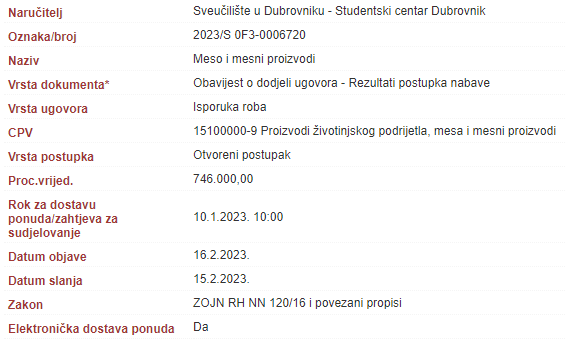 Naručitelj Sveučilište u Dubrovniku - Studentski centar Dubrovnik
Oznaka/broj 2023/S 0F3-0006720
Naziv Meso i mesni proizvodi
Vrsta dokumenta* Obavijest o dodjeli ugovora - Rezultati postupka nabave
Vrsta ugovora Isporuka roba
CPV 15100000-9 Proizvodi životinjskog podrijetla, mesa i mesni proizvodi
Vrsta postupka Otvoreni postupak
Proc.vrijed. 746.000,00
Rok za dostavu
ponuda/zahtjeva za 10.1.2023. 10:00
sudjelovanje
Datum objave 16.2.2023.
Datum slanja 15.2.2023.
Zakon ZOJN RH NN 120/16 i povezani propisi
Elektronička dostava ponuda Da